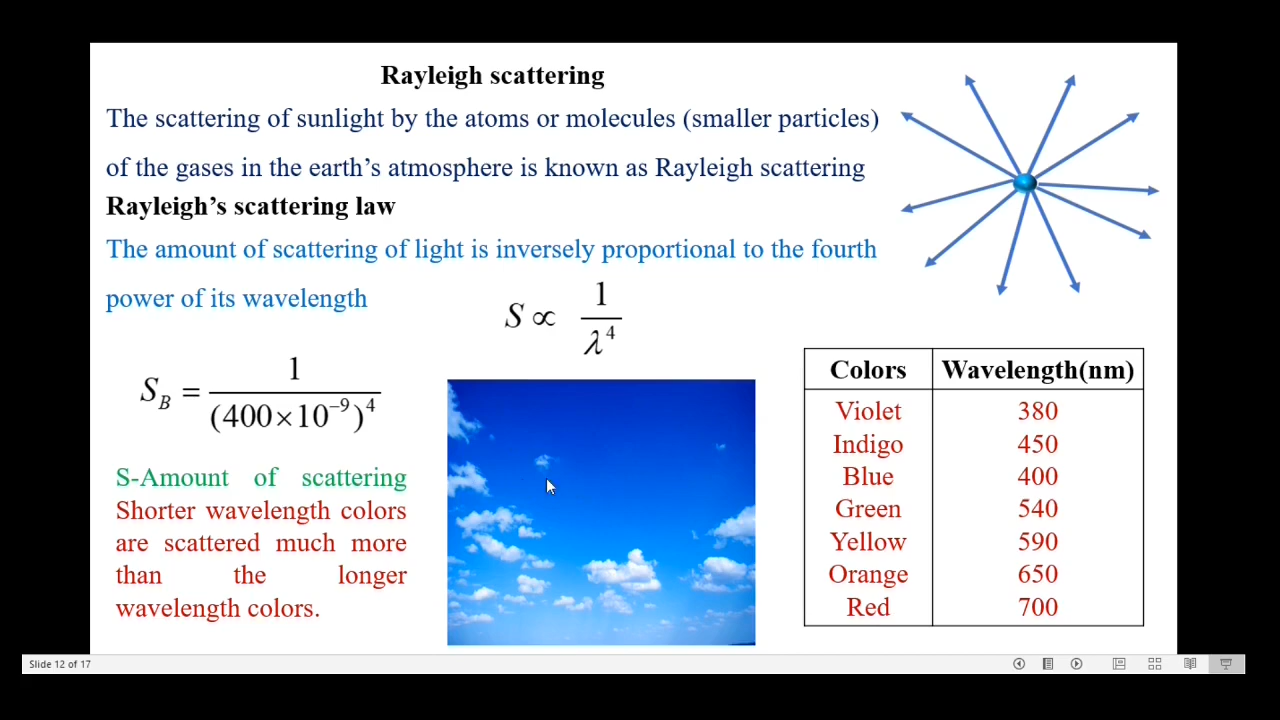 Rayleigh scattering
The scattering of sunlight by the atoms or molecules (smaller particles)
of the gases in the earth’s atmosphere is known as Rayleigh scattering
Rayleigh’s scattering law
The amount of scattering of light is inversely proportional to the fourth
power of its wavelength
S ∝ 1/λ⁴
S_B = 1/(400×10⁻⁹)⁴
S-Amount of scattering
Shorter wavelength colors
are scattered much more
than the longer
wavelength colors.
Colors Wavelength(nm)
Violet 380
Indigo 450
Blue 400
Green 540
Yellow 590
Orange 650
Red 700
Slide 12 of 17